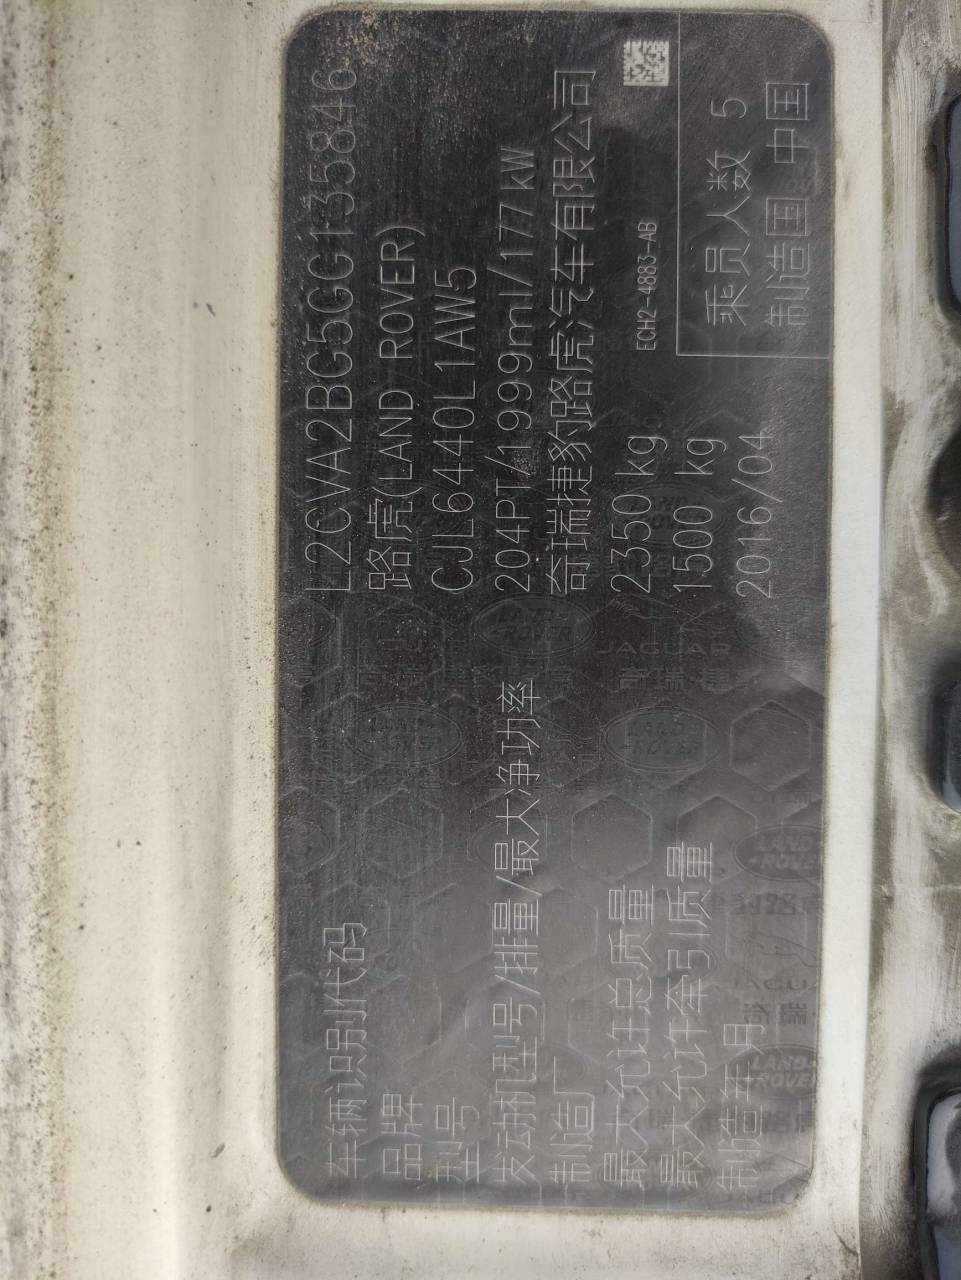 车辆识别代码 L2CVA2BG5GG135846
品牌 路虎(LAND ROVER)
型号 CJL6440L1AW5
发动机型号/排量/最大净功率 204PT/1999ml/177kW
制造厂 奇瑞捷豹路虎汽车有限公司
最大允许总质量 2350 kg
最大允许牵引质量 1500 kg
制造年月 2016/04
ECH2-4883-AB
乘员人数 5
制造国 中国